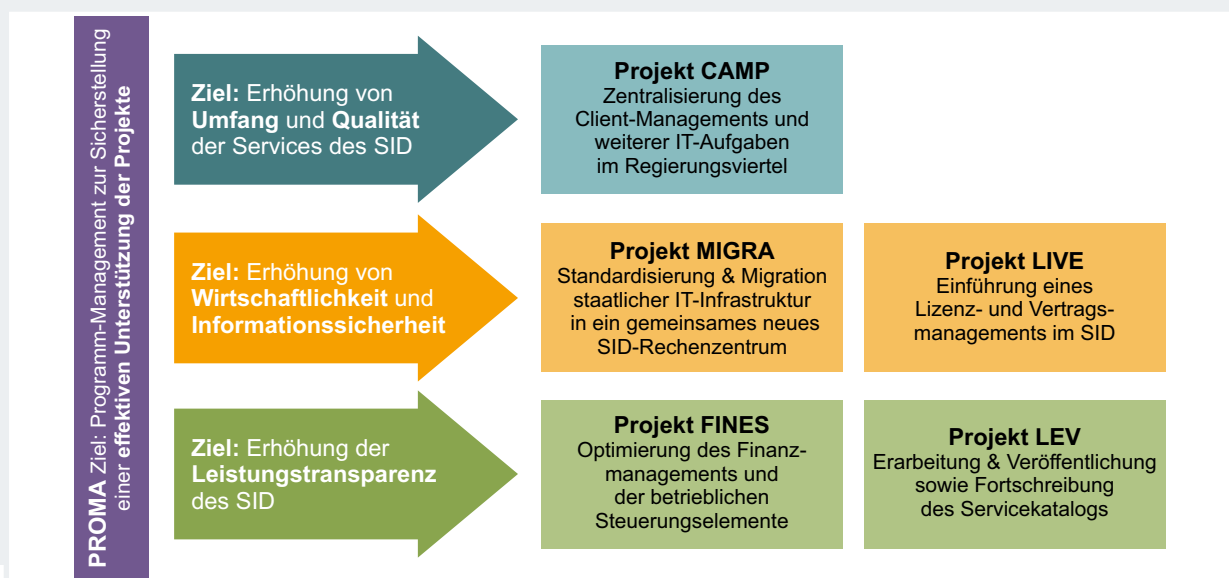 PROMA Ziel: Programm-Management zur Sicherstellung
einer effektiven Unterstützung der Projekte
Ziel: Erhöhung von
Umfang und Qualität
der Services des SID
Projekt CAMP
Zentralisierung des
Client-Managements und
weiterer IT-Aufgaben
im Regierungsviertel
Ziel: Erhöhung von
Wirtschaftlichkeit und
Informationssicherheit
Projekt MIGRA
Standardisierung & Migration
staatlicher IT-Infrastruktur
in ein gemeinsames neues
SID-Rechenzentrum
Projekt LIVE
Einführung eines
Lizenz- und Vertrags-
managements im SID
Ziel: Erhöhung der
Leistungstransparenz
des SID
Projekt FINES
Optimierung des Finanz-
managements und
der betrieblichen
Steuerungselemente
Projekt LEV
Erarbeitung & Veröffentlichung
sowie Fortschreibung
des Servicekatalogs